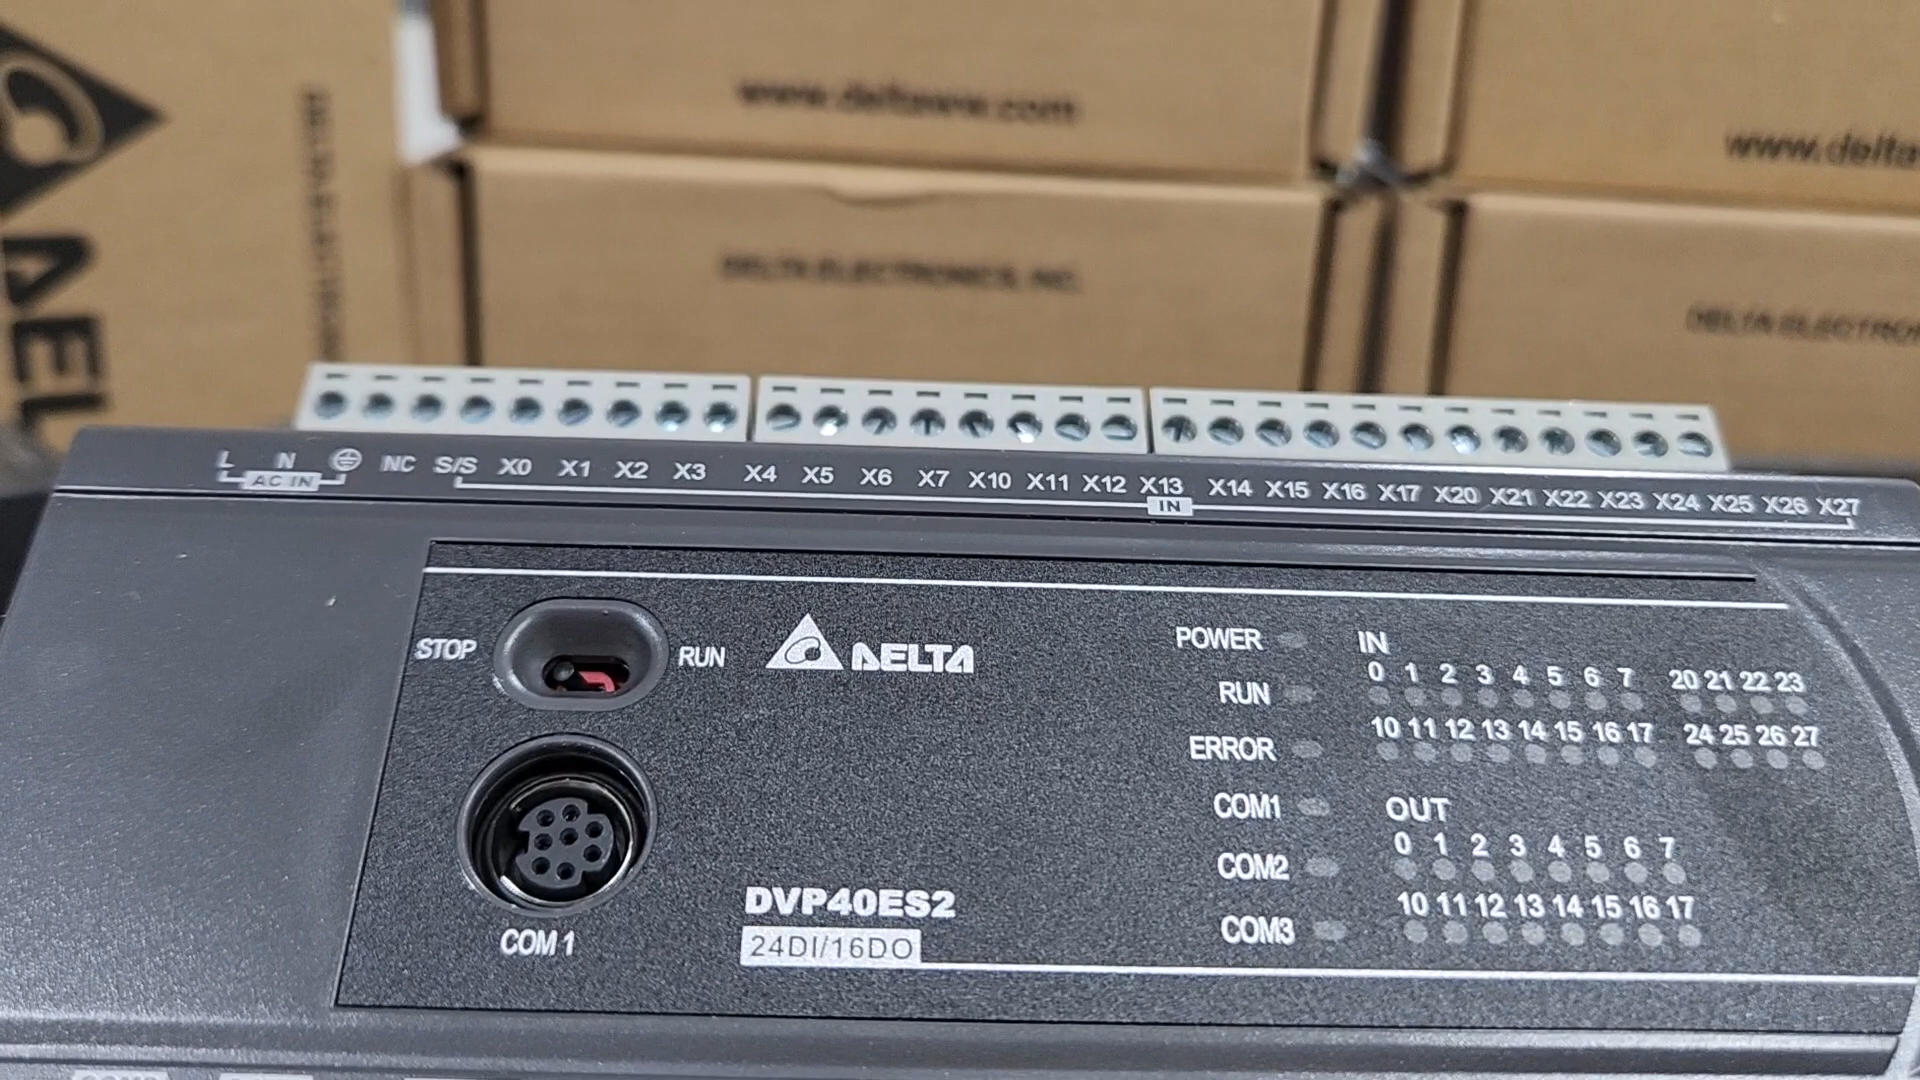 www.deltaww.com
www.delta
DELTA ELECTRONICS, INC.
DELTA ELECTRON
DEL
L N NC S/S X0 X1 X2 X3 X4 X5 X6 X7 X10 X11 X12 X13 X14 X15 X16 X17 X20 X21 X22 X23 X24 X25 X26 X27
AC IN
IN
STOP
RUN
DELTA
COM 1
DVP40ES2
24DI/16DO
POWER
RUN
ERROR
COM1
COM2
COM3
IN
0 1 2 3 4 5 6 7 20 21 22 23
10 11 12 13 14 15 16 17 24 25 26 27
OUT
0 1 2 3 4 5 6 7
10 11 12 13 14 15 16 17